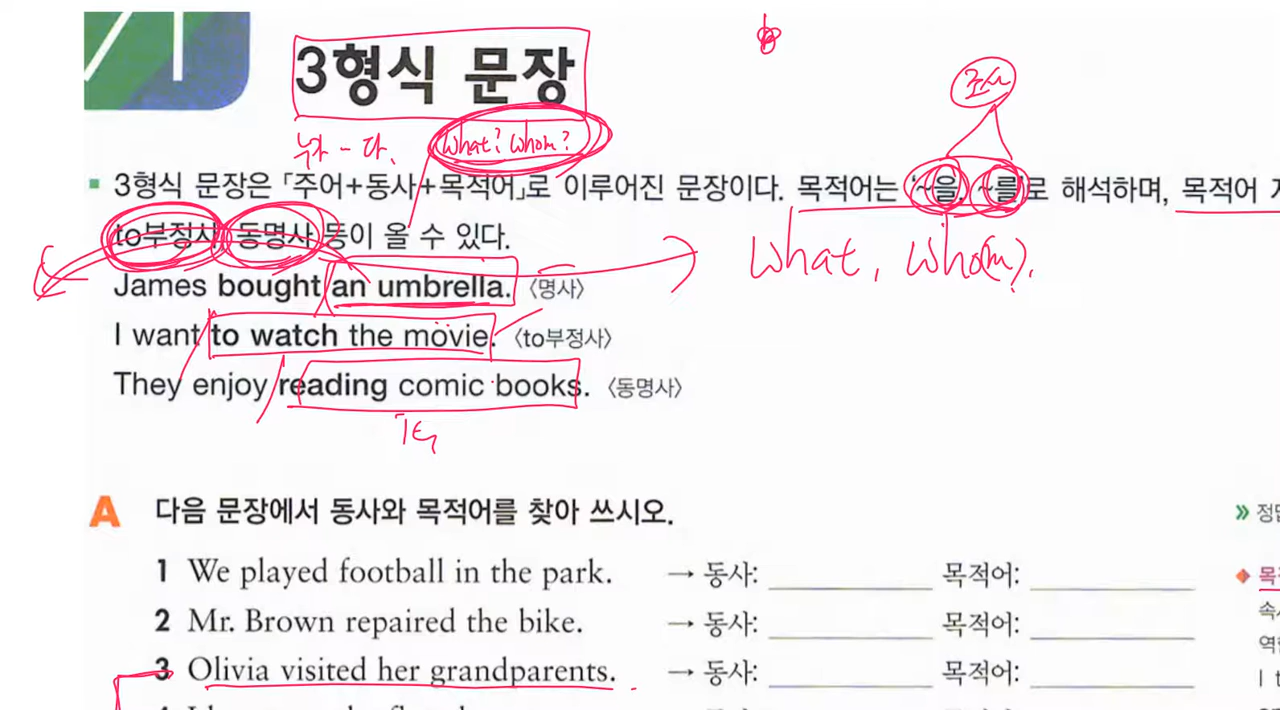 3형식 문장
조사
누가 - 다. What? Whom?
3형식 문장은 「주어+동사+목적어」로 이루어진 문장이다. 목적어는 '~을, ~를'로 해석하며, 목적어
to부정사, 동명사 등이 올 수 있다.
What, who(m).
James bought an umbrella. 〈명사〉
I want to watch the movie. 〈to부정사〉
They enjoy reading comic books. 〈동명사〉
A 다음 문장에서 동사와 목적어를 찾아 쓰시오.
1 We played football in the park. → 동사: 목적어:
2 Mr. Brown repaired the bike. → 동사: 목적어:
3 Olivia visited her grandparents. → 동사: 목적어: